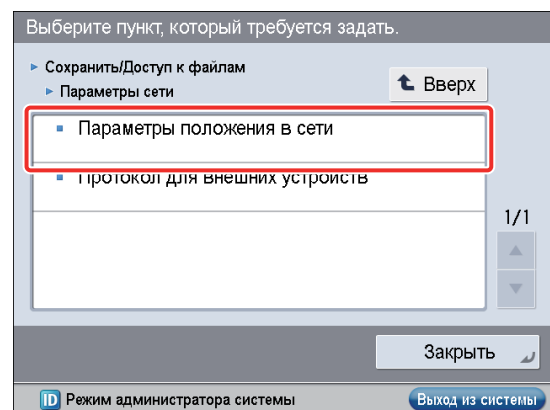 Выберите пункт, который требуется задать.
Сохранить/Доступ к файлам
Параметры сети
Вверх
Параметры положения в сети
Протокол для внешних устройств
1/1
Закрыть
ID Режим администратора системы
Выход из системы